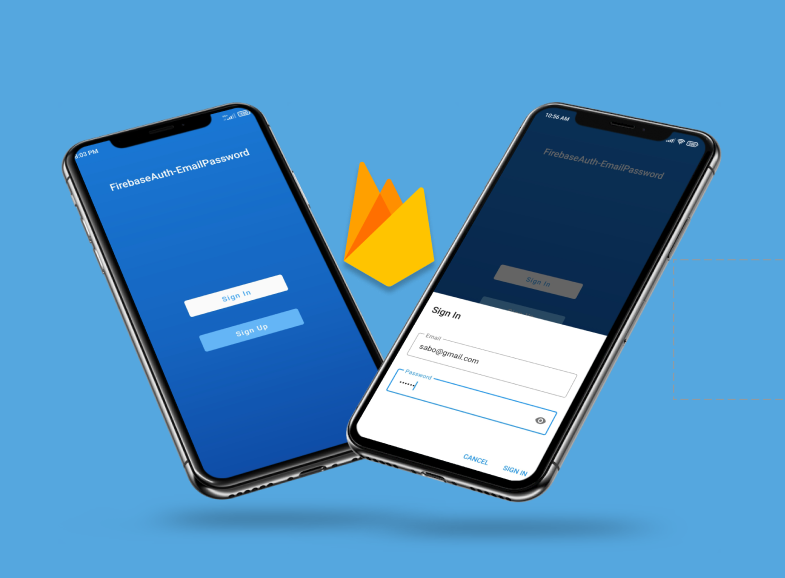 4:03 PM
FirebaseAuth-EmailPassword
Sign In
Sign Up
10:56 AM
FirebaseAuth-EmailPassword
Sign In
Sign In
Email
sabo@gmail.com
Password
CANCEL
SIGN IN